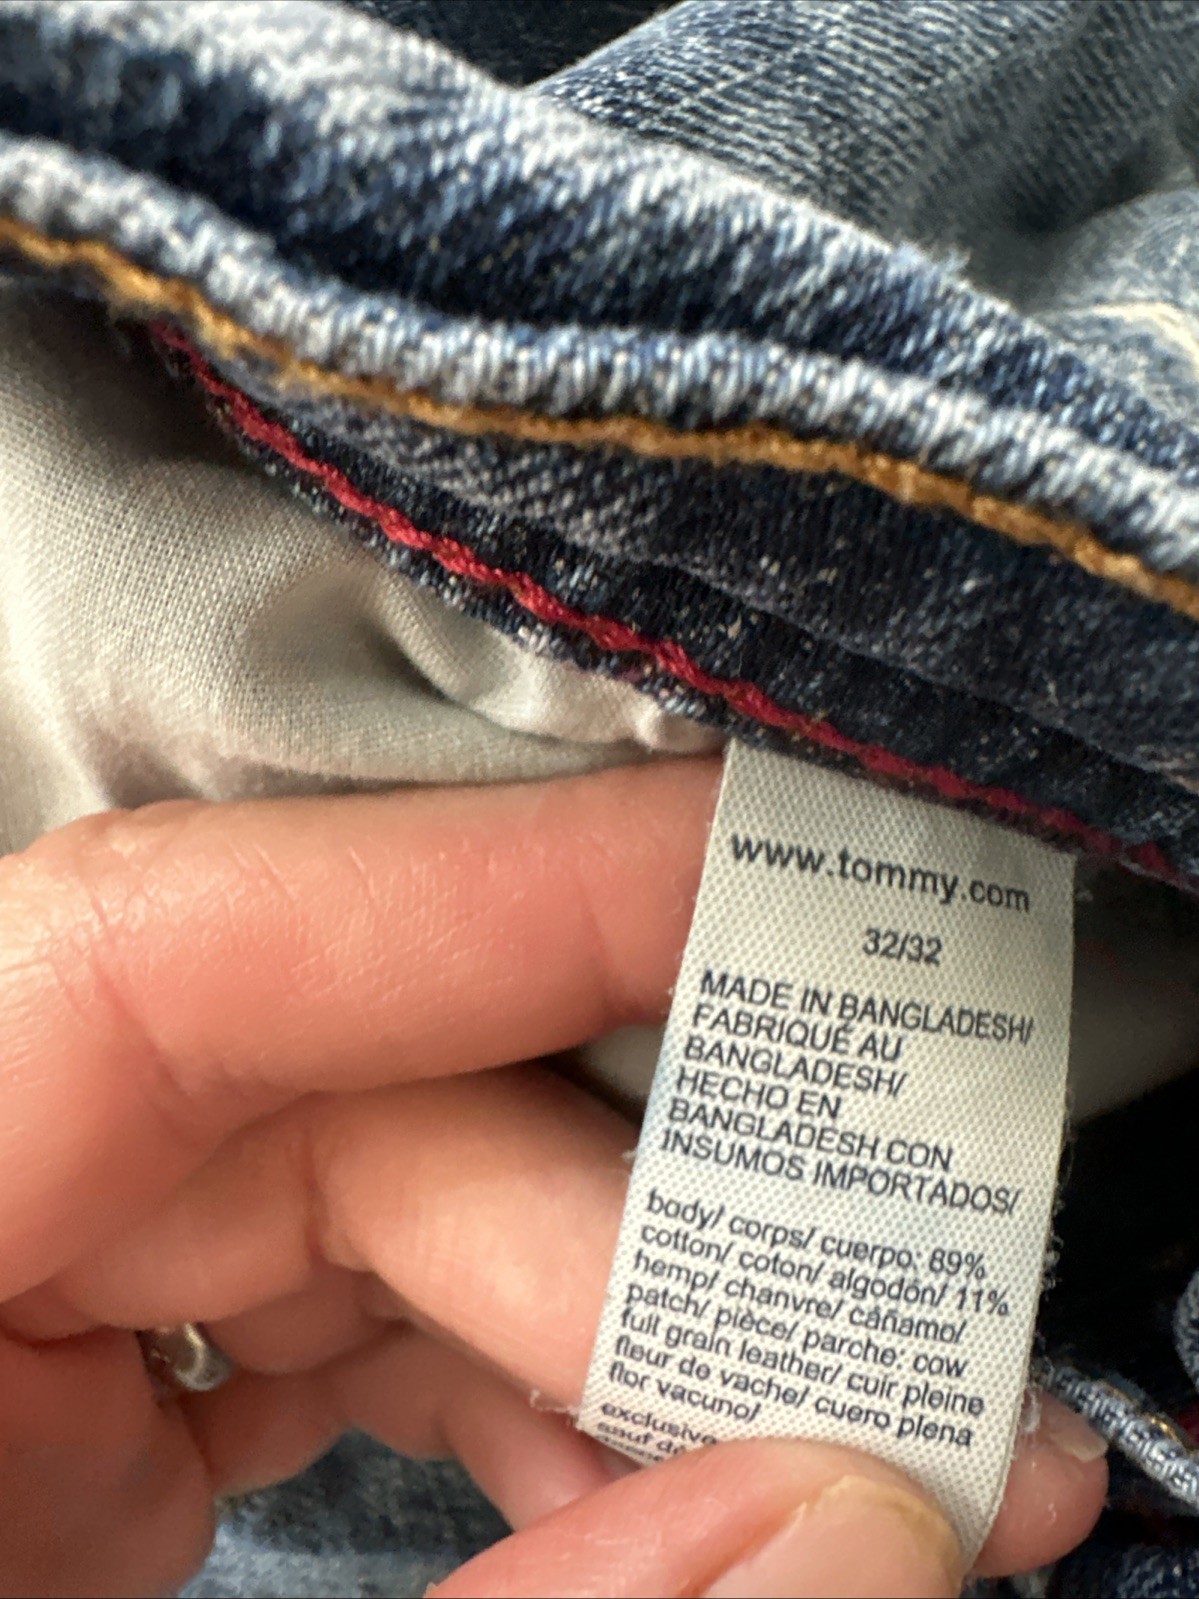 www.tommy.com
32/32
MADE IN BANGLADESH/
FABRIQUÉ AU
BANGLADESH/
HECHO EN
BANGLADESH CON
INSUMOS IMPORTADOS/
body/ corps/ cuerpo: 89%
cotton/ coton/ algodón/ 11%
hemp/ chanvre/ cáñamo/
patch/ pièce/ parche: cow
full grain leather/ cuir pleine
fleur de vache/ cuero plena
flor vacuno/
exclusive
sauf